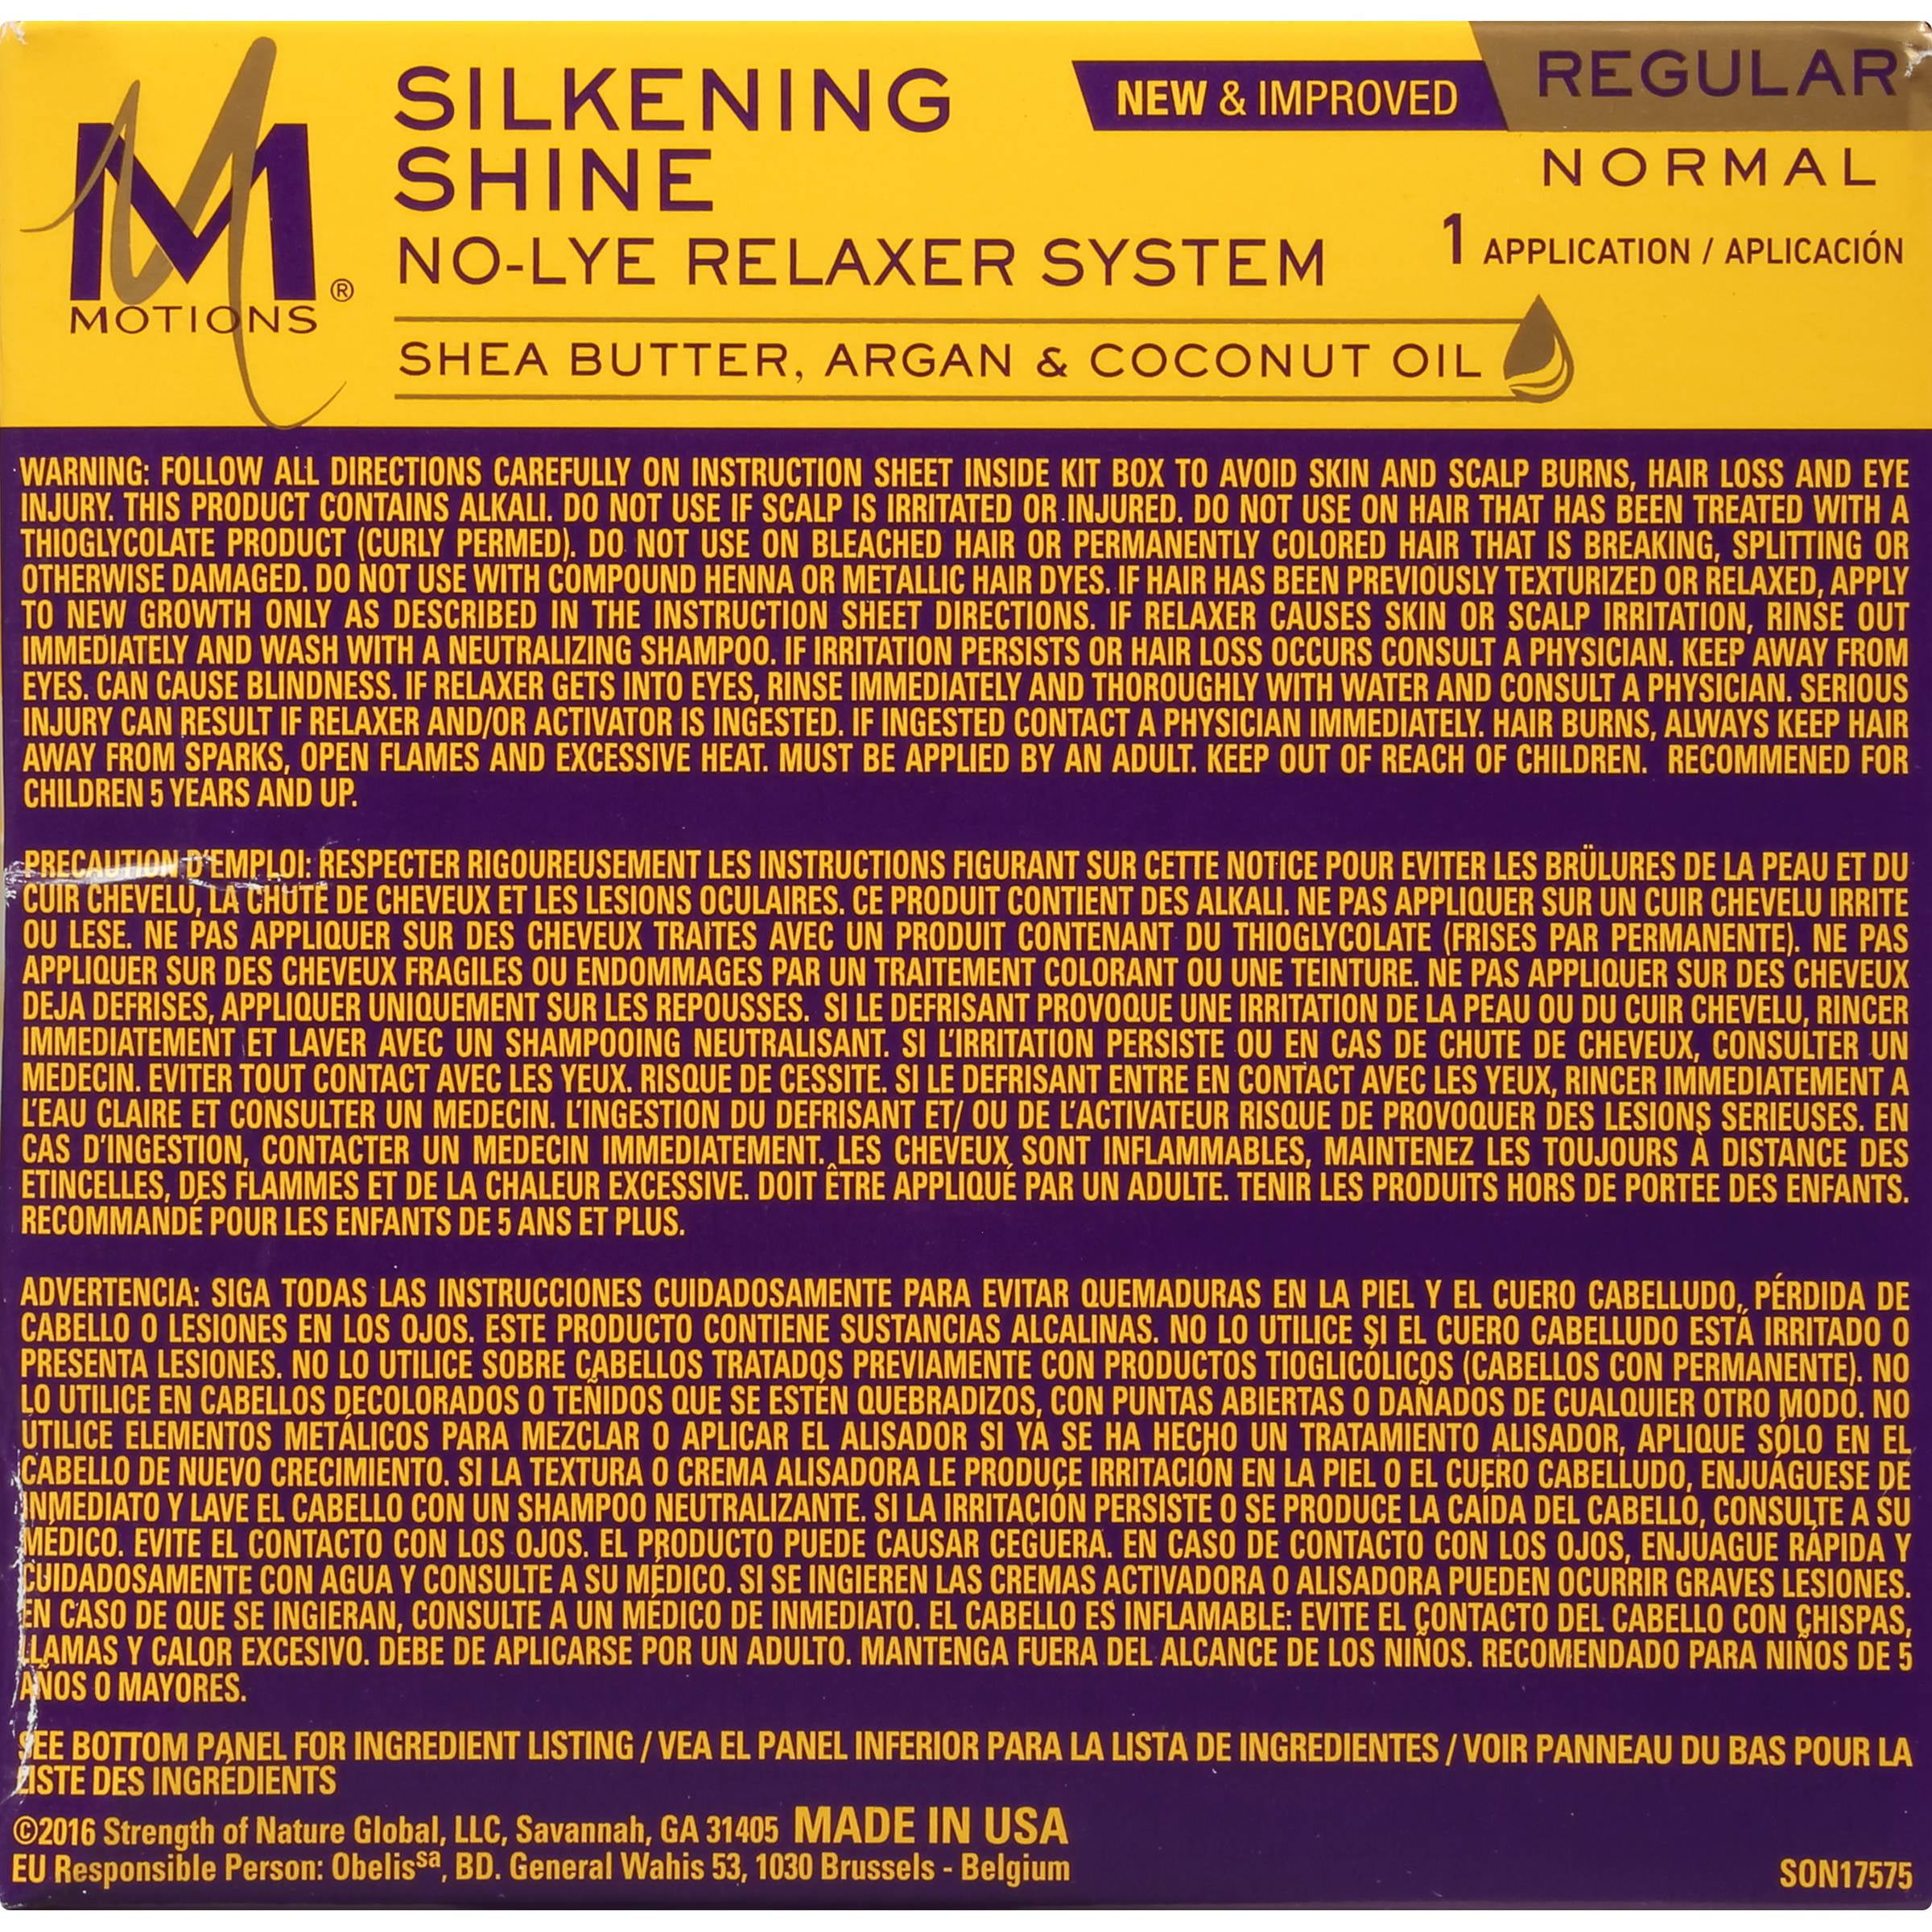 M
MOTIONS®
SILKENING
SHINE
NO-LYE RELAXER SYSTEM
SHEA BUTTER, ARGAN & COCONUT OIL
NEW & IMPROVED
REGULAR
NORMAL
1 APPLICATION / APLICACIÓN
WARNING: FOLLOW ALL DIRECTIONS CAREFULLY ON INSTRUCTION SHEET INSIDE KIT BOX TO AVOID SKIN AND SCALP BURNS, HAIR LOSS AND EYE
INJURY. THIS PRODUCT CONTAINS ALKALI. DO NOT USE IF SCALP IS IRRITATED OR INJURED. DO NOT USE ON HAIR THAT HAS BEEN TREATED WITH A
THIOGLYCOLATE PRODUCT (CURLY PERMED). DO NOT USE ON BLEACHED HAIR OR PERMANENTLY COLORED HAIR THAT IS BREAKING, SPLITTING OR
OTHERWISE DAMAGED. DO NOT USE WITH COMPOUND HENNA OR METALLIC HAIR DYES. IF HAIR HAS BEEN PREVIOUSLY TEXTURIZED OR RELAXED, APPLY
TO NEW GROWTH ONLY AS DESCRIBED IN THE INSTRUCTION SHEET DIRECTIONS. IF RELAXER CAUSES SKIN OR SCALP IRRITATION, RINSE OUT
IMMEDIATELY AND WASH WITH A NEUTRALIZING SHAMPOO. IF IRRITATION PERSISTS OR HAIR LOSS OCCURS CONSULT A PHYSICIAN. KEEP AWAY FROM
EYES. CAN CAUSE BLINDNESS. IF RELAXER GETS INTO EYES, RINSE IMMEDIATELY AND THOROUGHLY WITH WATER AND CONSULT A PHYSICIAN. SERIOUS
INJURY CAN RESULT IF RELAXER AND/OR ACTIVATOR IS INGESTED. IF INGESTED CONTACT A PHYSICIAN IMMEDIATELY. HAIR BURNS, ALWAYS KEEP HAIR
AWAY FROM SPARKS, OPEN FLAMES AND EXCESSIVE HEAT. MUST BE APPLIED BY AN ADULT. KEEP OUT OF REACH OF CHILDREN. RECOMMENED FOR
CHILDREN 5 YEARS AND UP.
PRECAUTION D'EMPLOI: RESPECTER RIGOUREUSEMENT LES INSTRUCTIONS FIGURANT SUR CETTE NOTICE POUR EVITER LES BRÜLURES DE LA PEAU ET DU
CUIR CHEVELU, LA CHUTE DE CHEVEUX ET LES LESIONS OCULAIRES. CE PRODUIT CONTIENT DES ALKALI. NE PAS APPLIQUER SUR UN CUIR CHEVELU IRRITE
OU LESE. NE PAS APPLIQUER SUR DES CHEVEUX TRAITES AVEC UN PRODUIT CONTENANT DU THIOGLYCOLATE (FRISES PAR PERMANENTE). NE PAS
APPLIQUER SUR DES CHEVEUX FRAGILES OU ENDOMMAGES PAR UN TRAITEMENT COLORANT OU UNE TEINTURE. NE PAS APPLIQUER SUR DES CHEVEUX
DEJA DEFRISES, APPLIQUER UNIQUEMENT SUR LES REPOUSSES. SI LE DEFRISANT PROVOQUE UNE IRRITATION DE LA PEAU OU DU CUIR CHEVELU, RINCER
IMMEDIATEMENT ET LAVER AVEC UN SHAMPOOING NEUTRALISANT. SI L'IRRITATION PERSISTE OU EN CAS DE CHUTE DE CHEVEUX, CONSULTER UN
MEDECIN. EVITER TOUT CONTACT AVEC LES YEUX. RISQUE DE CESSITE. SI LE DEFRISANT ENTRE EN CONTACT AVEC LES YEUX, RINCER IMMEDIATEMENT A
L'EAU CLAIRE ET CONSULTER UN MEDECIN. L'INGESTION DU DEFRISANT ET/ OU DE L'ACTIVATEUR RISQUE DE PROVOQUER DES LESIONS SERIEUSES. EN
CAS D'INGESTION, CONTACTER UN MEDECIN IMMEDIATEMENT. LES CHEVEUX SONT INFLAMMABLES, MAINTENEZ LES TOUJOURS À DISTANCE DES
ETINCELLES, DES FLAMMES ET DE LA CHALEUR EXCESSIVE. DOIT ÊTRE APPLIQUÉ PAR UN ADULTE. TENIR LES PRODUITS HORS DE PORTEE DES ENFANTS.
RECOMMANDÉ POUR LES ENFANTS DE 5 ANS ET PLUS.
ADVERTENCIA: SIGA TODAS LAS INSTRUCCIONES CUIDADOSAMENTE PARA EVITAR QUEMADURAS EN LA PIEL Y EL CUERO CABELLUDO, PÉRDIDA DE
CABELLO O LESIONES EN LOS OJOS. ESTE PRODUCTO CONTIENE SUSTANCIAS ALCALINAS. NO LO UTILICE SI EL CUERO CABELLUDO ESTÁ IRRITADO O
PRESENTA LESIONES. NO LO UTILICE SOBRE CABELLOS TRATADOS PREVIAMENTE CON PRODUCTOS TIOGLICÓLICOS (CABELLOS CON PERMANENTE). NO
LO UTILICE EN CABELLOS DECOLORADOS O TEÑIDOS QUE SE ESTÉN QUEBRADIZOS, CON PUNTAS ABIERTAS O DAÑADOS DE CUALQUIER OTRO MODO. NO
UTILICE ELEMENTOS METÁLICOS PARA MEZCLAR O APLICAR EL ALISADOR SI YA SE HA HECHO UN TRATAMIENTO ALISADOR, APLIQUE SÓLO EN EL
CABELLO DE NUEVO CRECIMIENTO. SI LA TEXTURA O CREMA ALISADORA LE PRODUCE IRRITACIÓN EN LA PIEL O EL CUERO CABELLUDO, ENJUÁGUESE DE
INMEDIATO Y LAVE EL CABELLO CON UN SHAMPOO NEUTRALIZANTE. SI LA IRRITACIÓN PERSISTE O SE PRODUCE LA CAÍDA DEL CABELLO, CONSULTE A SU
MÉDICO. EVITE EL CONTACTO CON LOS OJOS. EL PRODUCTO PUEDE CAUSAR CEGUERA. EN CASO DE CONTACTO CON LOS OJOS, ENJUAGUE RÁPIDA Y
CUIDADOSAMENTE CON AGUA Y CONSULTE A SU MÉDICO. SI SE INGIEREN LAS CREMAS ACTIVADORA O ALISADORA PUEDEN OCURRIR GRAVES LESIONES.
EN CASO DE QUE SE INGIERAN, CONSULTE A UN MÉDICO DE INMEDIATO. EL CABELLO ES INFLAMABLE: EVITE EL CONTACTO DEL CABELLO CON CHISPAS,
LLAMAS Y CALOR EXCESIVO. DEBE DE APLICARSE POR UN ADULTO. MANTENGA FUERA DEL ALCANCE DE LOS NIÑOS. RECOMENDADO PARA NIÑOS DE 5
AÑOS O MAYORES.
SEE BOTTOM PANEL FOR INGREDIENT LISTING / VEA EL PANEL INFERIOR PARA LA LISTA DE INGREDIENTES / VOIR PANNEAU DU BAS POUR LA
LISTE DES INGRÉDIENTS
©2016 Strength of Nature Global, LLC, Savannah, GA 31405 MADE IN USA
EU Responsible Person: Obelissa, BD. General Wahis 53, 1030 Brussels - Belgium
SON17575